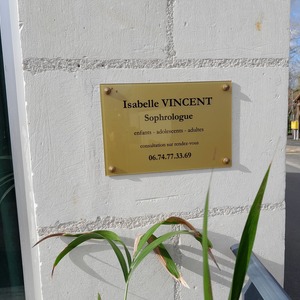 Isabelle VINCENT
Sophrologue
enfants - adolescents - adultes
consultation sur rendez-vous
06.74.77.33.69